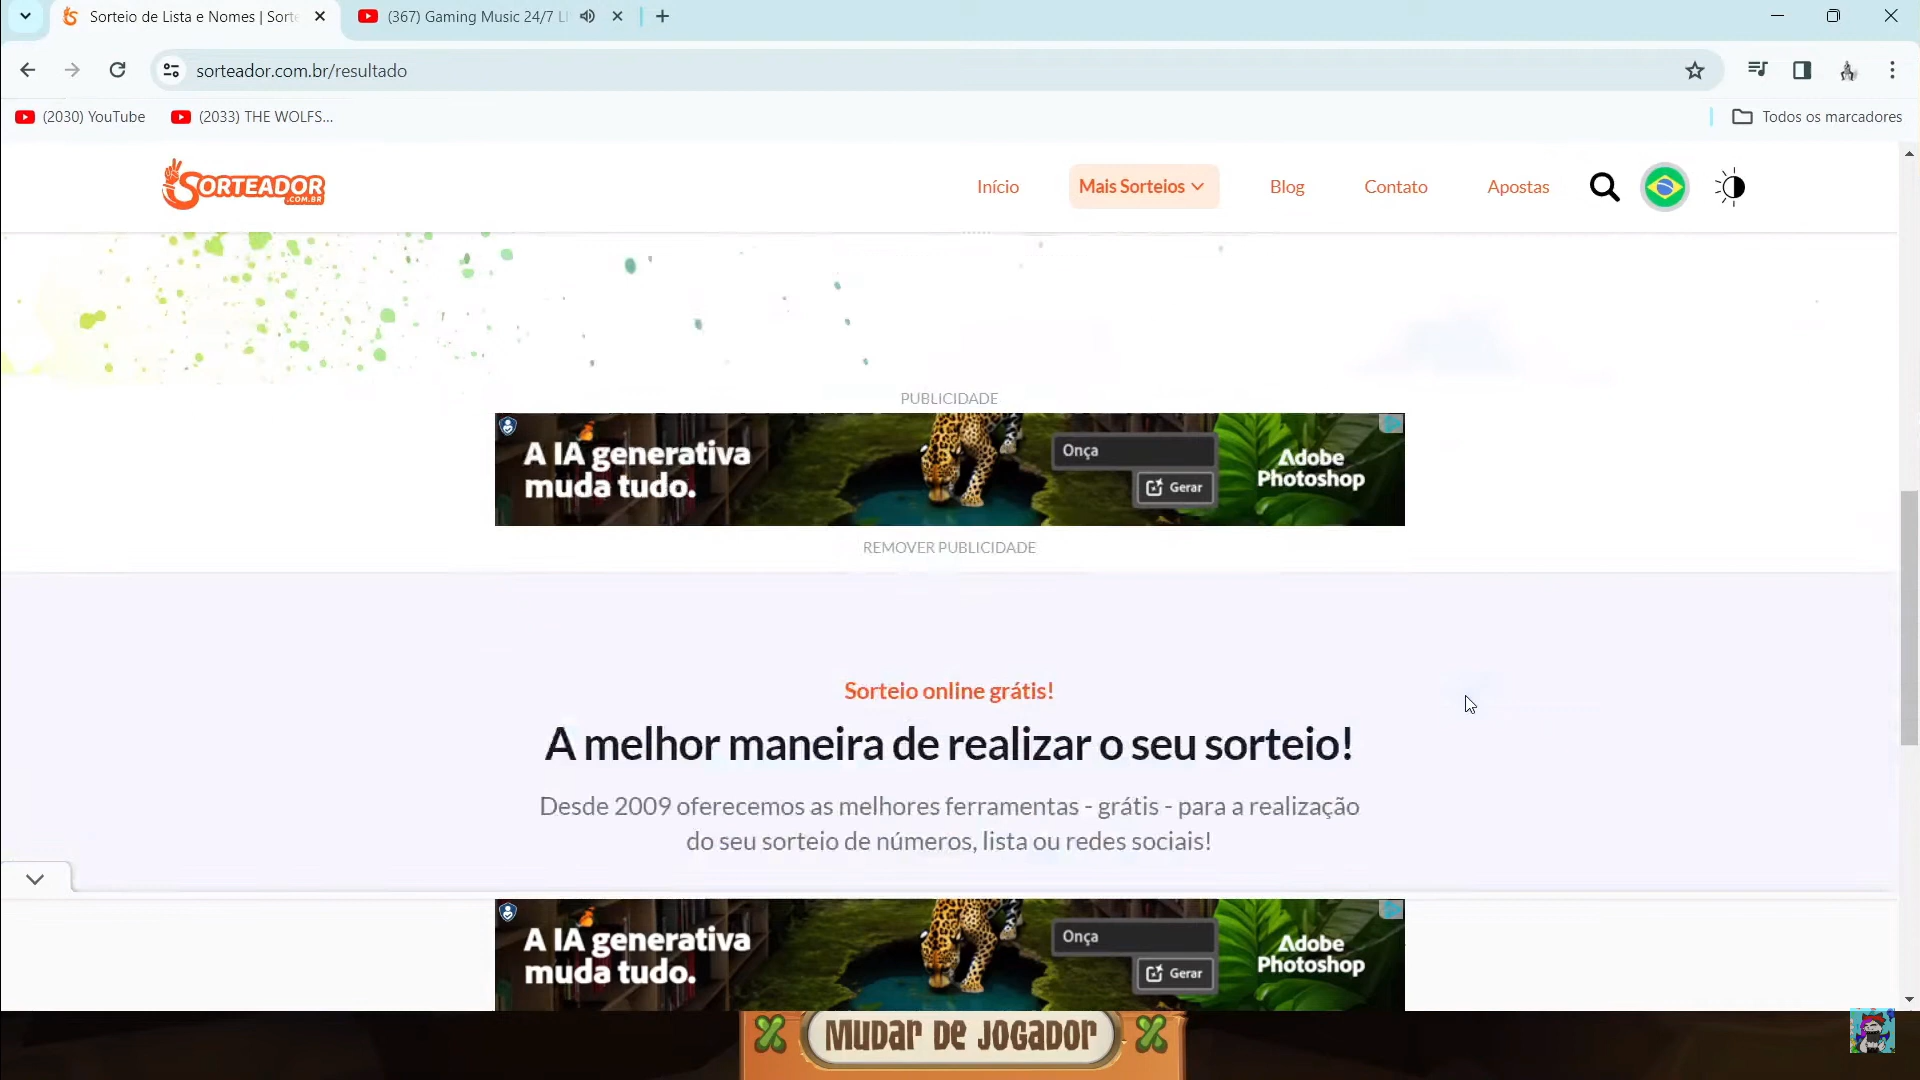 Sorteio de Lista e Nomes | Sorte
(367) Gaming Music 24/7 L
sorteador.com.br/resultado
(2030) YouTube
(2033) THE WOLFS...
Todos os marcadores
SORTEADOR
.COM.BR
Início
Mais Sorteios
Blog
Contato
Apostas
PUBLICIDADE
A IA generativa
muda tudo.
Onça
Gerar
Adobe
Photoshop
REMOVER PUBLICIDADE
Sorteio online grátis!
A melhor maneira de realizar o seu sorteio!
Desde 2009 oferecemos as melhores ferramentas - grátis - para a realização
do seu sorteio de números, lista ou redes sociais!
A IA generativa
muda tudo.
Onça
Gerar
Adobe
Photoshop
MUDAR DE JOGADOR